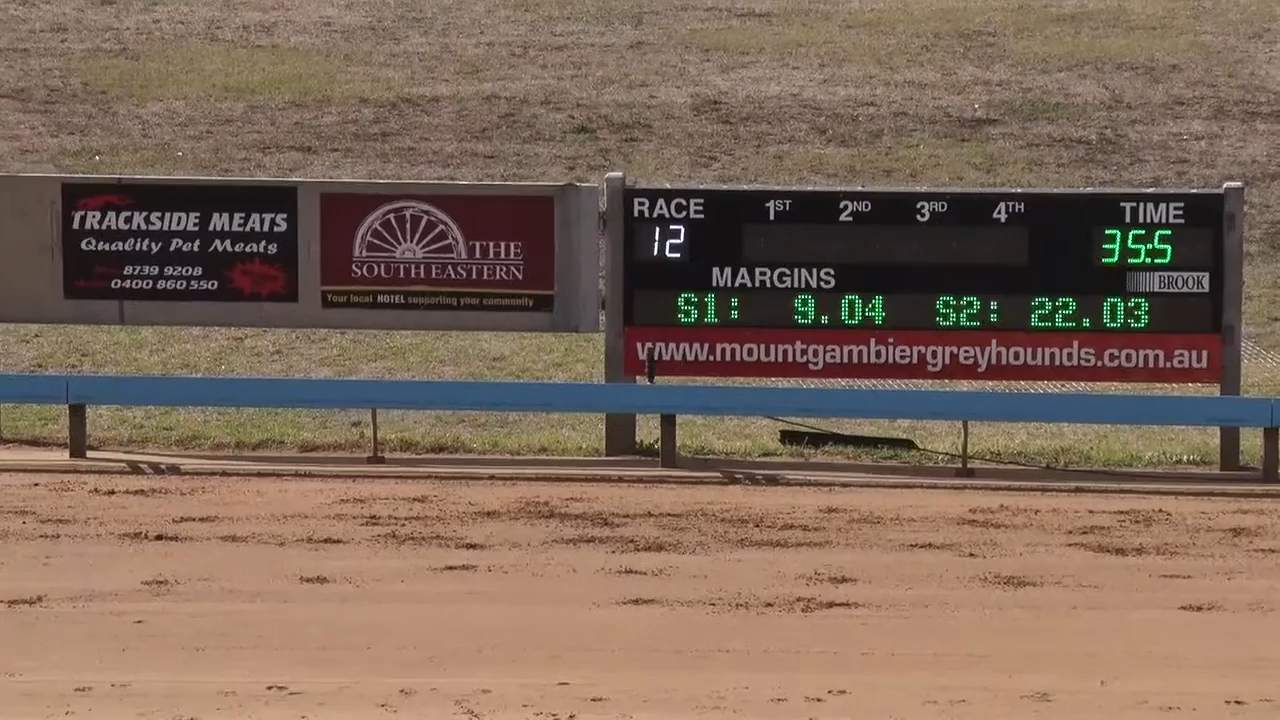 TRACKSIDE MEATS
Quality Pet Meats
8739 9208
0400 860 550
THE
SOUTH EASTERN
Your local HOTEL supporting your community
RACE 1ST 2ND 3RD 4TH TIME
12 35:5
MARGINS BROOK
S1: 9.04 S2: 22.03
www.mountgambiergreyhounds.com.au